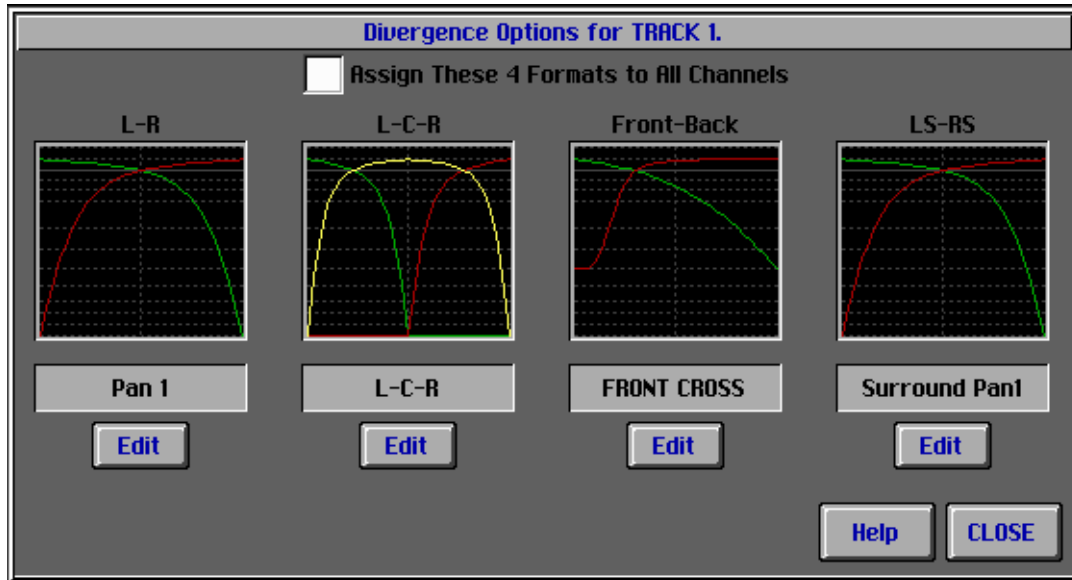 Divergence Options for TRACK 1.
Assign These 4 Formats to All Channels
L-R
L-C-R
Front-Back
LS-RS
Pan 1
L-C-R
FRONT CROSS
Surround Pan1
Edit
Edit
Edit
Edit
Help
CLOSE